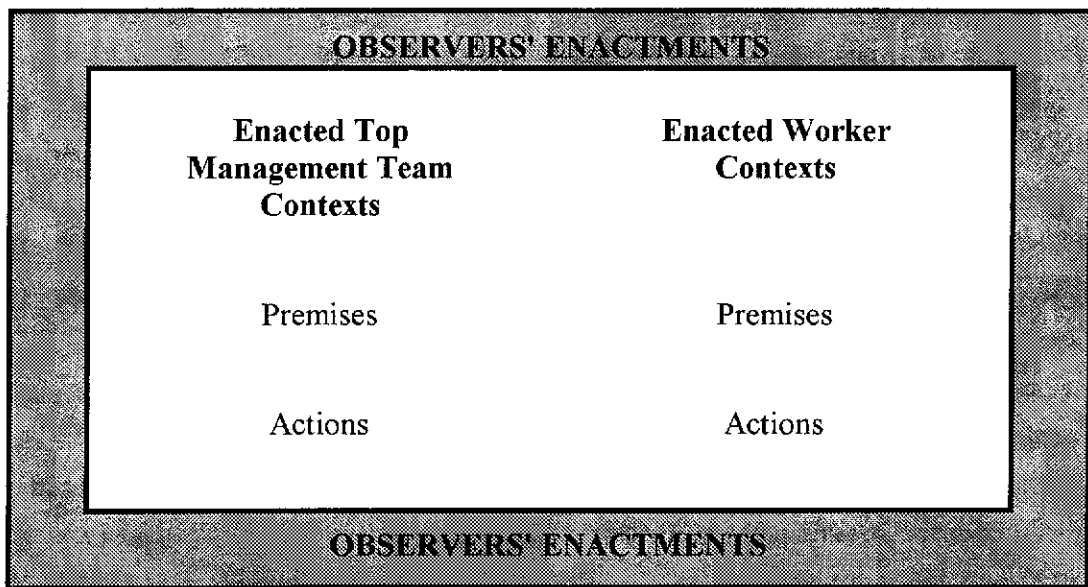 OBSERVERS' ENACTMENTS
Enacted Top
Management Team
Contexts
Enacted Worker
Contexts
Premises
Premises
Actions
Actions
OBSERVERS' ENACTMENTS